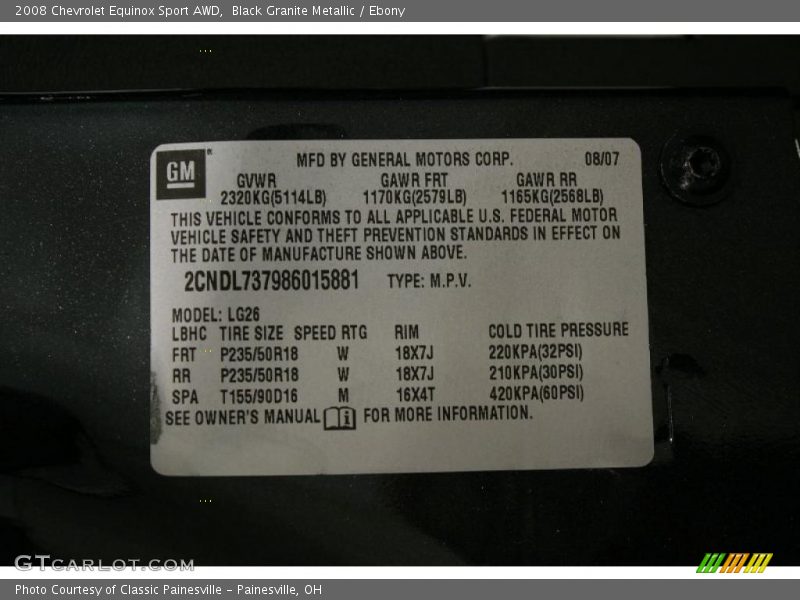 2008 Chevrolet Equinox Sport AWD, Black Granite Metallic / Ebony
GM
MFD BY GENERAL MOTORS CORP. 08/07
GVWR GAWR FRT GAWR RR
2320KG(5114LB) 1170KG(2579LB) 1165KG(2568LB)
THIS VEHICLE CONFORMS TO ALL APPLICABLE U.S. FEDERAL MOTOR
VEHICLE SAFETY AND THEFT PREVENTION STANDARDS IN EFFECT ON
THE DATE OF MANUFACTURE SHOWN ABOVE.
2CNDL737986015881 TYPE: M.P.V.
MODEL: LG26
LBHC TIRE SIZE SPEED RTG RIM COLD TIRE PRESSURE
FRT P235/50R18 W 18X7J 220KPA(32PSI)
RR P235/50R18 W 18X7J 210KPA(30PSI)
SPA T155/90D16 M 16X4T 420KPA(60PSI)
SEE OWNER'S MANUAL FOR MORE INFORMATION.
GTCARLOT.COM
Photo Courtesy of Classic Painesville - Painesville, OH